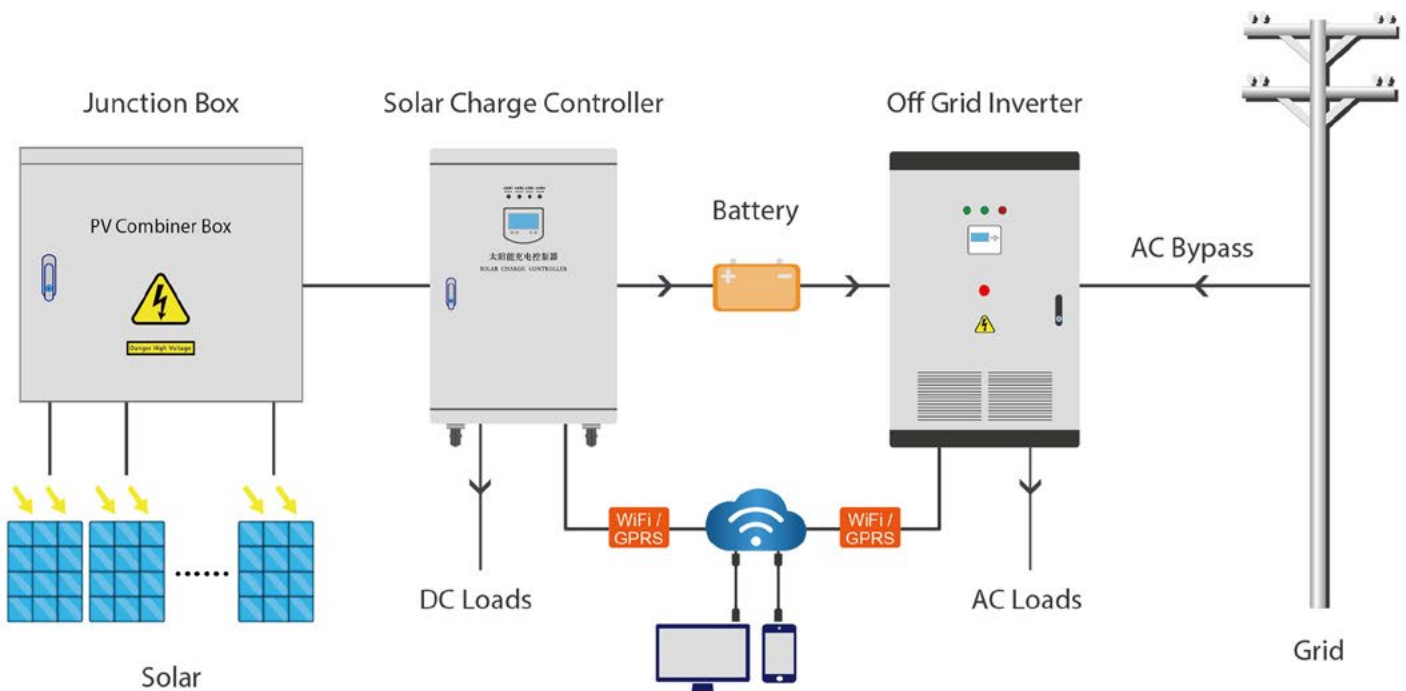 Junction Box
Solar Charge Controller
Off Grid Inverter
PV Combiner Box
Danger High Voltage
太阳能充电控制器
SOLAR CHARGE CONTROLLER
Battery
AC Bypass
WiFi /
GPRS
WiFi /
GPRS
DC Loads
AC Loads
Solar
Grid